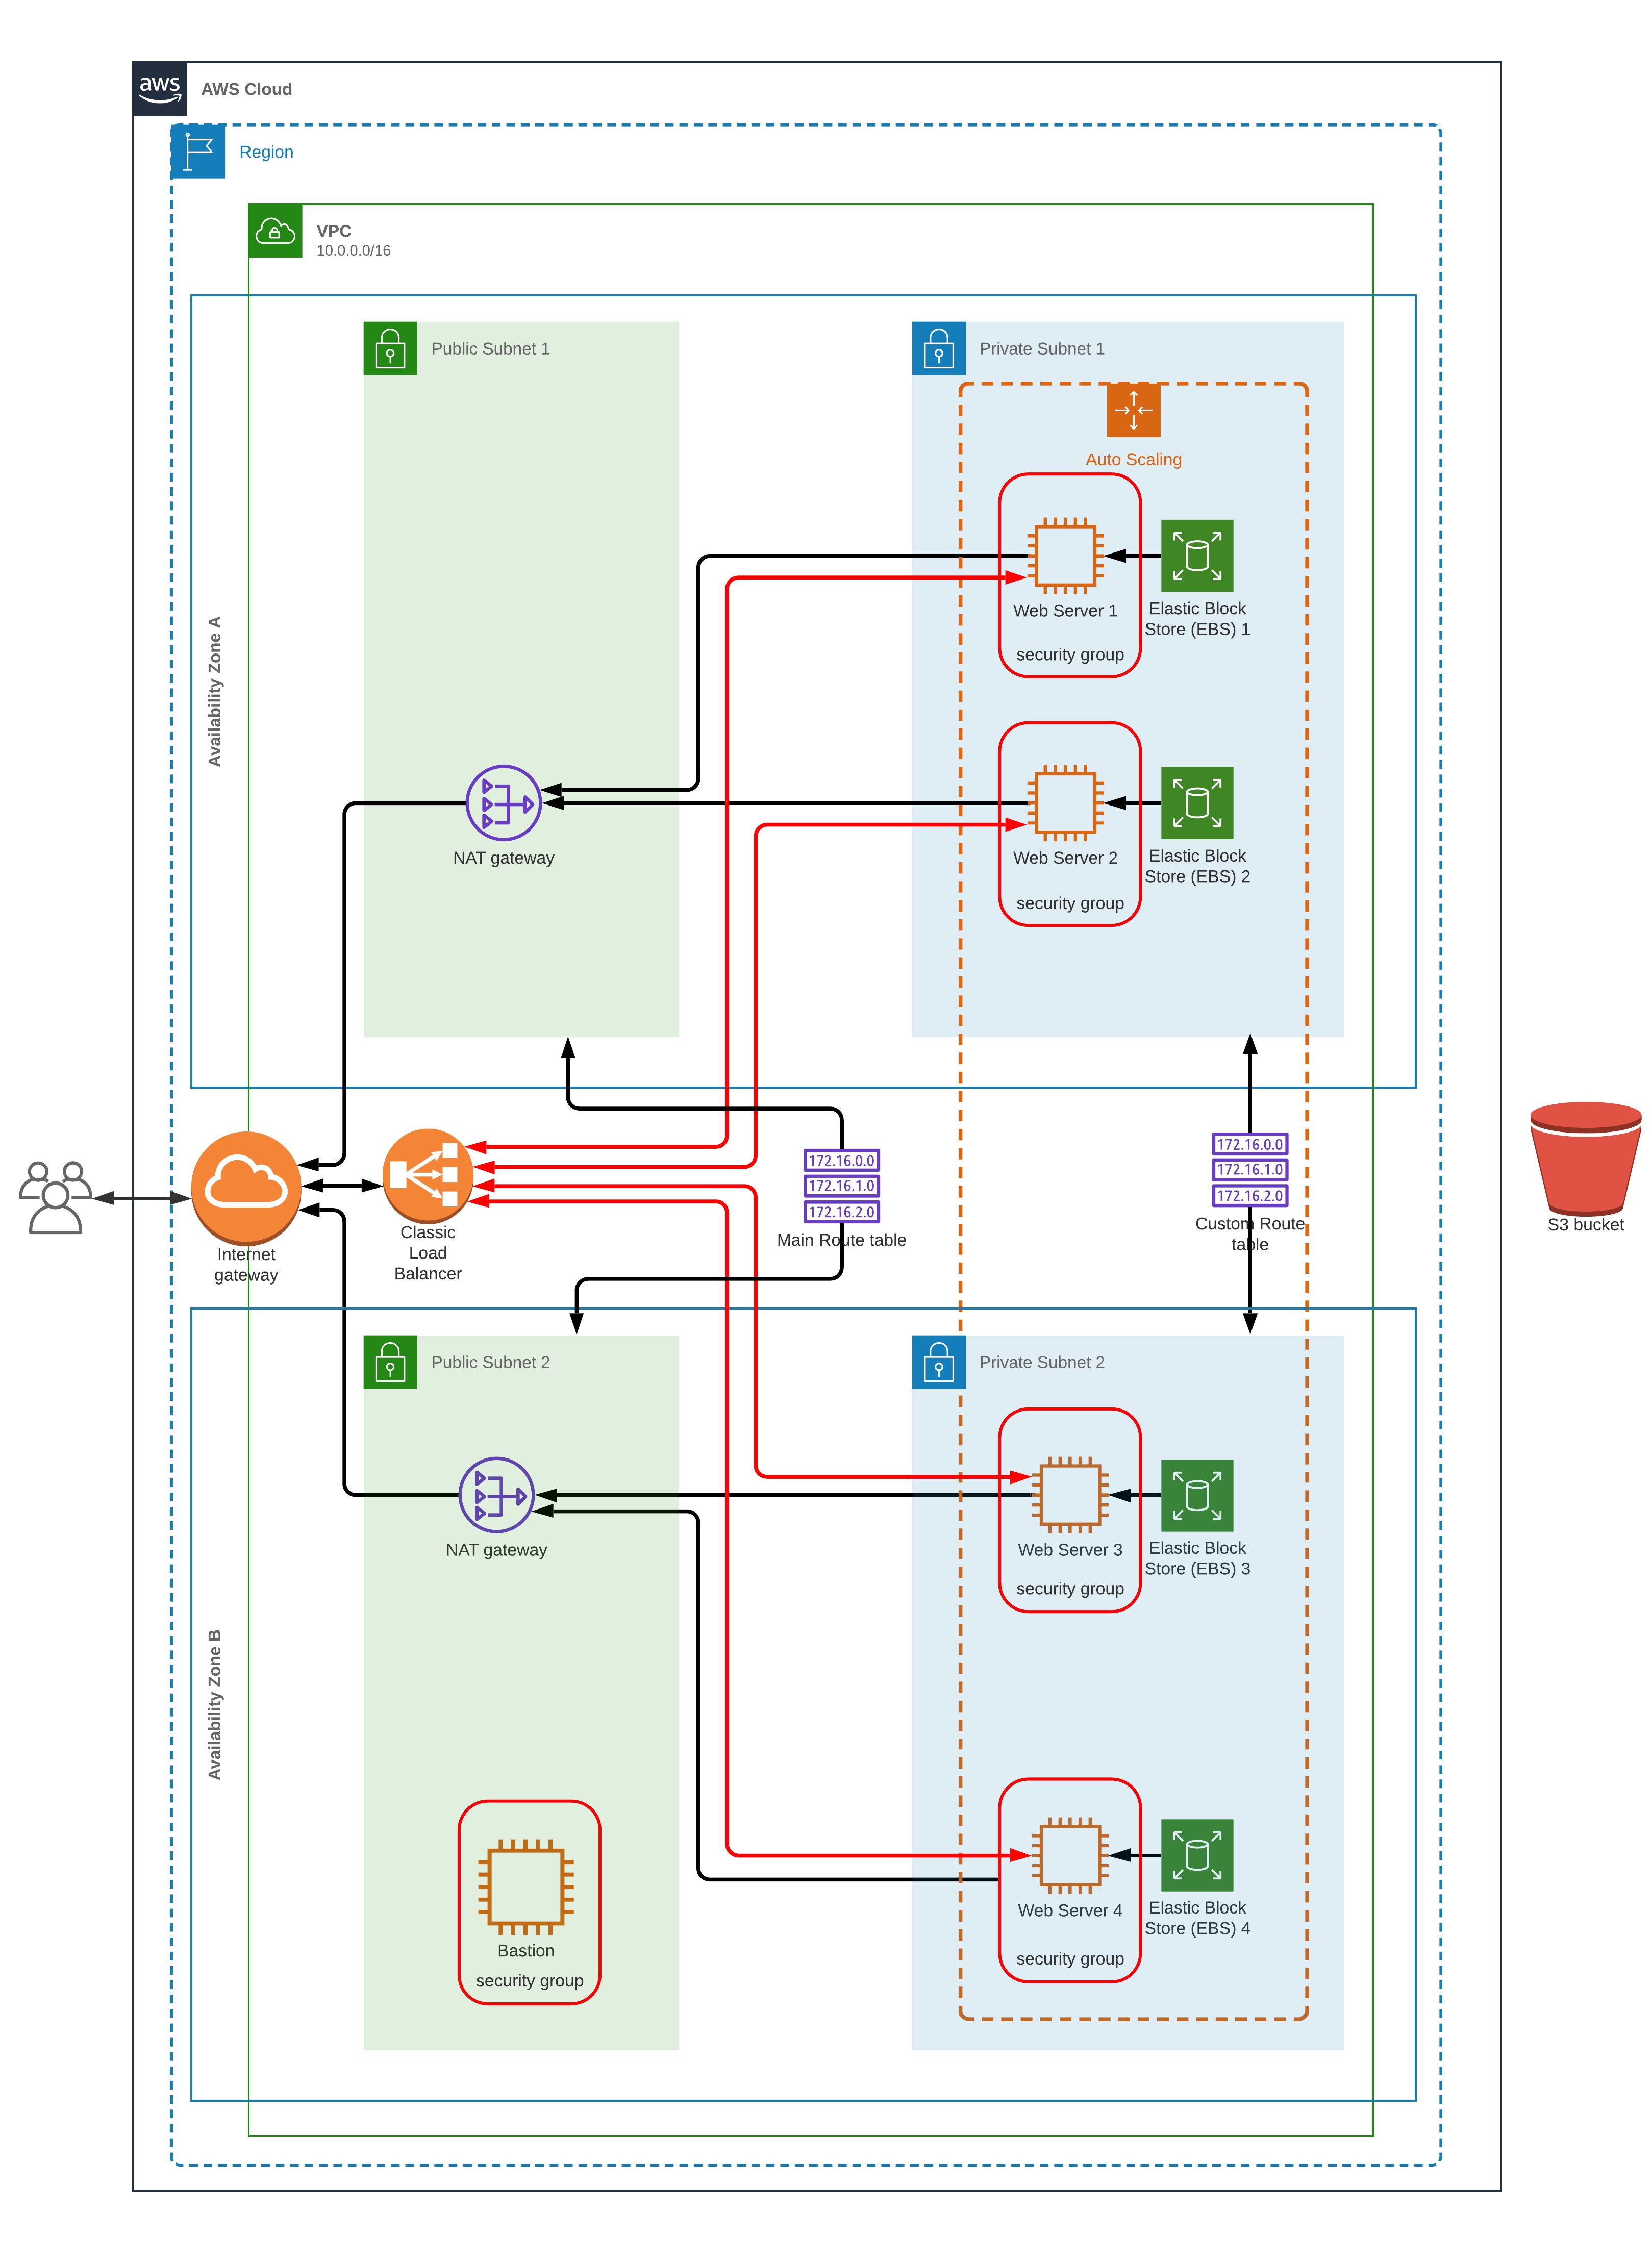 aws
AWS Cloud
Region
VPC
10.0.0.0/16
Availability Zone A
Public Subnet 1
Private Subnet 1
Auto Scaling
Web Server 1
security group
Elastic Block
Store (EBS) 1
NAT gateway
Web Server 2
security group
Elastic Block
Store (EBS) 2
Internet
gateway
Classic
Load
Balancer
172.16.0.0
172.16.1.0
172.16.2.0
Main Route table
172.16.0.0
172.16.1.0
172.16.2.0
Custom Route
table
S3 bucket
Availability Zone B
Public Subnet 2
Private Subnet 2
NAT gateway
Web Server 3
security group
Elastic Block
Store (EBS) 3
Bastion
security group
Web Server 4
security group
Elastic Block
Store (EBS) 4